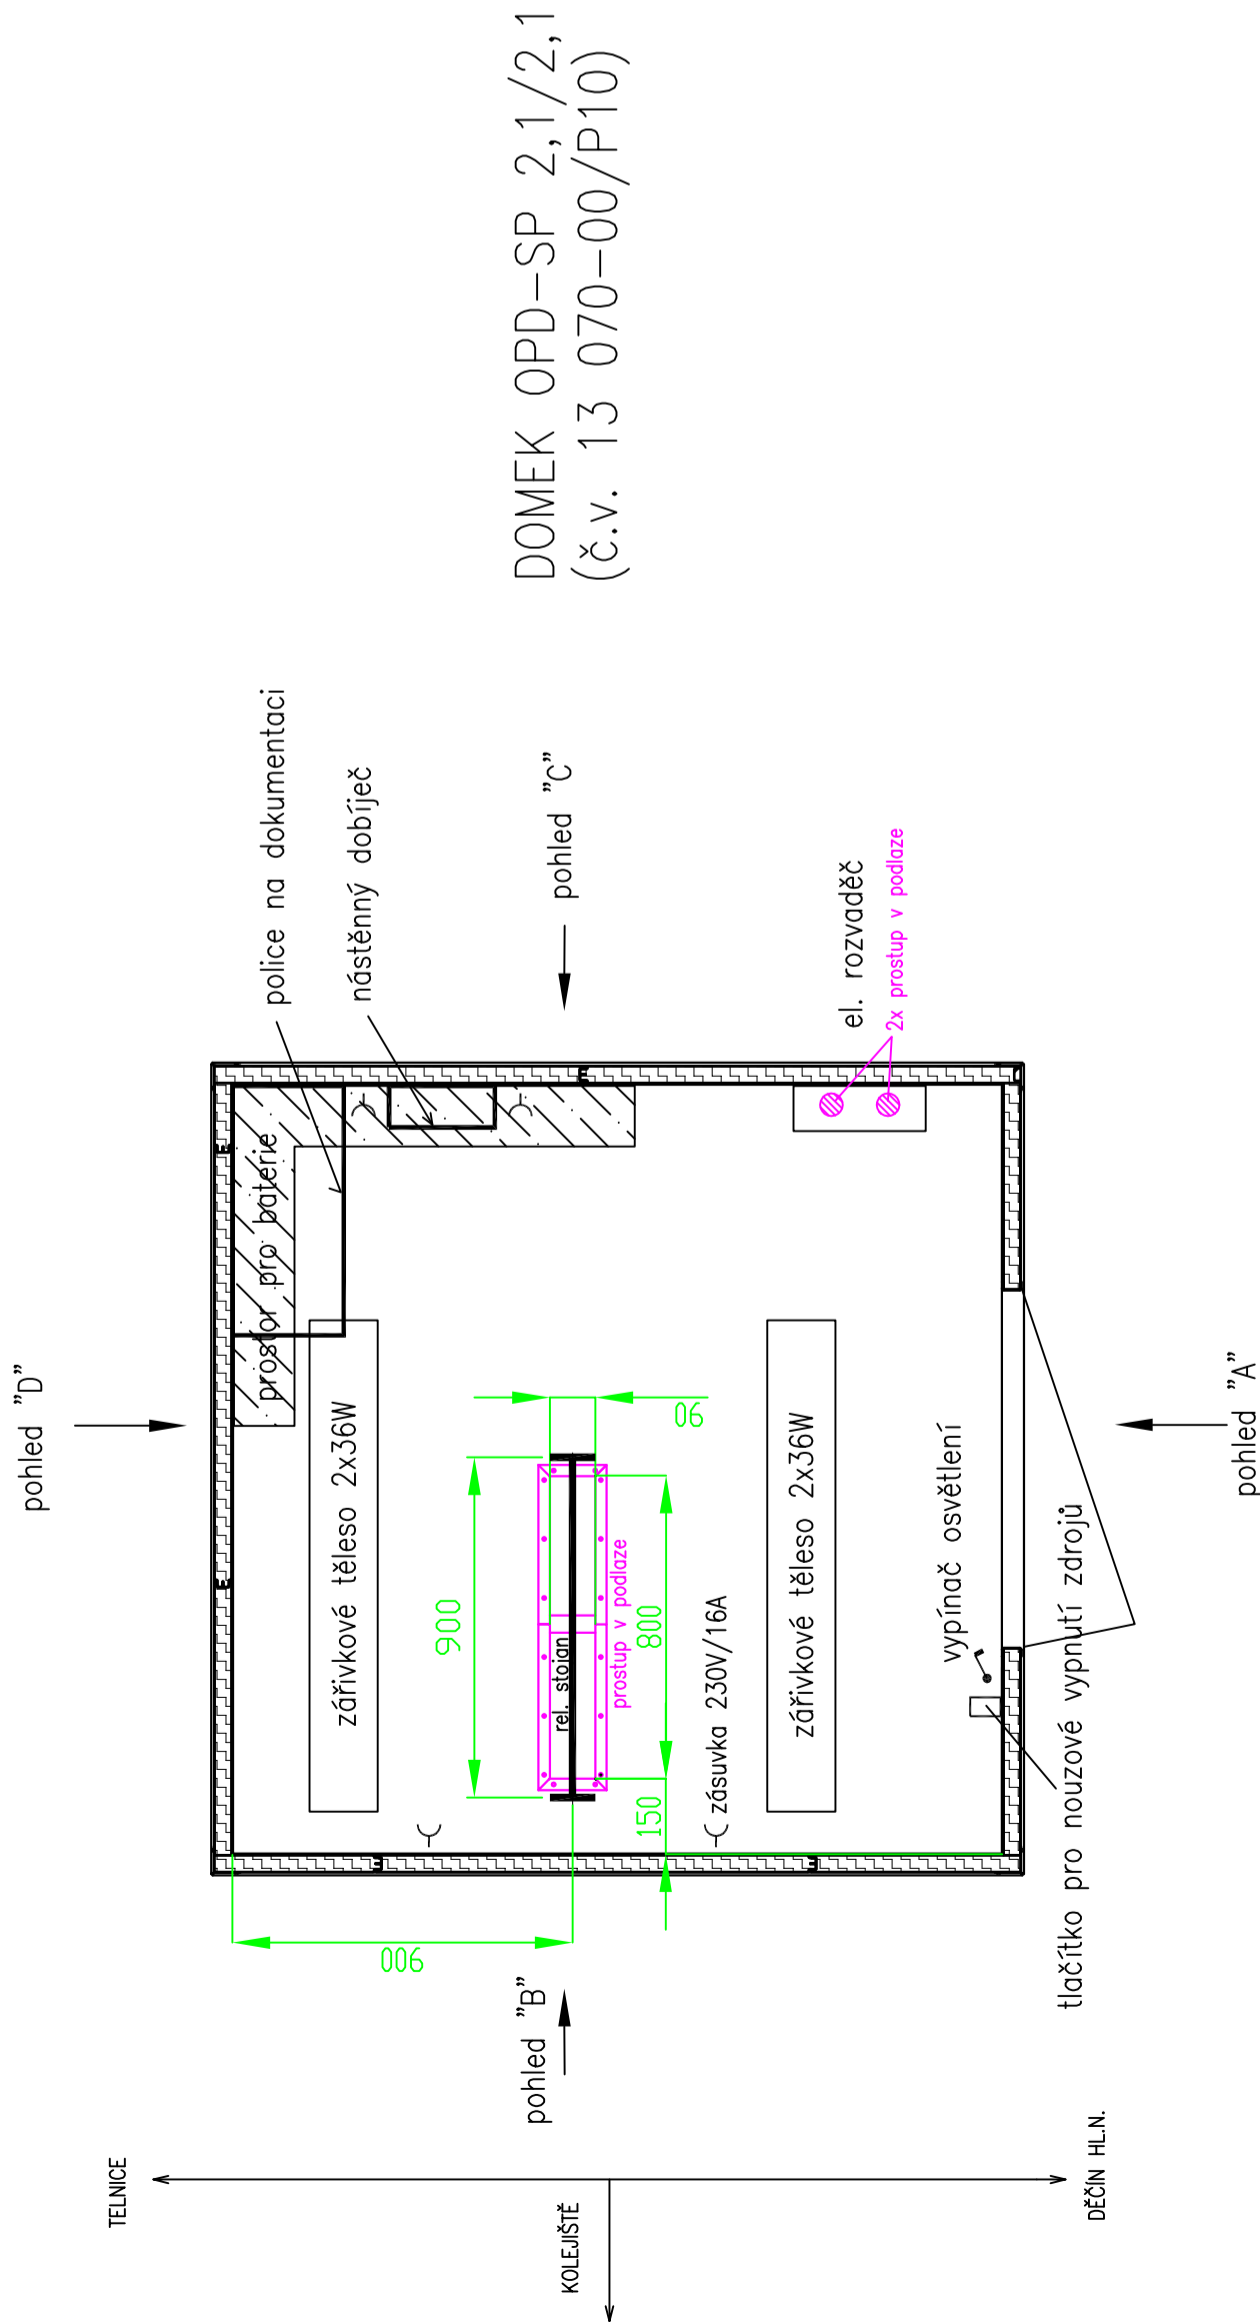 DOMEK OPD-SP 2,1/2,1
(č.v. 13 070-00/P10)
police na dokumentaci
nástěnný dobíječ
pohled "C"
el. rozvaděč
2x prostup v podlaze
prostor pro baterie
pohled "D"
zářivkové těleso 2x36W
900
90
rel. stojan
prostup v podlaze
800
150
zásuvka 230V/16A
zářivkové těleso 2x36W
vypínač osvětlení
tlačítko pro nouzové vypnutí zdrojů
pohled "A"
900
pohled "B"
TELNICE
KOLEJIŠTĚ
DĚČÍN HL.N.